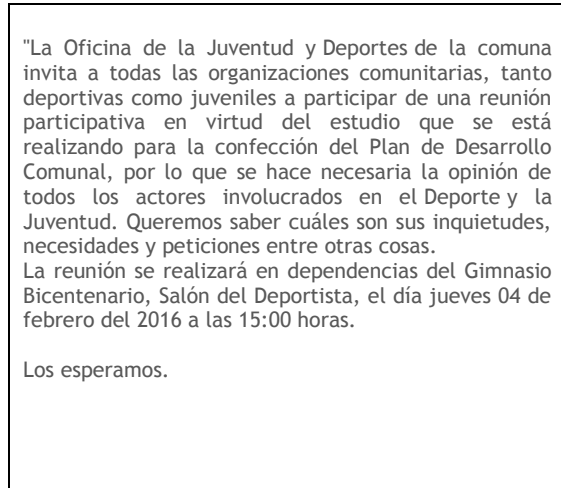 "La Oficina de la Juventud y Deportes de la comuna
invita a todas las organizaciones comunitarias, tanto
deportivas como juveniles a participar de una reunión
participativa en virtud del estudio que se está
realizando para la confección del Plan de Desarrollo
Comunal, por lo que se hace necesaria la opinión de
todos los actores involucrados en el Deporte y la
Juventud. Queremos saber cuáles son sus inquietudes,
necesidades y peticiones entre otras cosas.
La reunión se realizará en dependencias del Gimnasio
Bicentenario, Salón del Deportista, el día jueves 04 de
febrero del 2016 a las 15:00 horas.
Los esperamos.